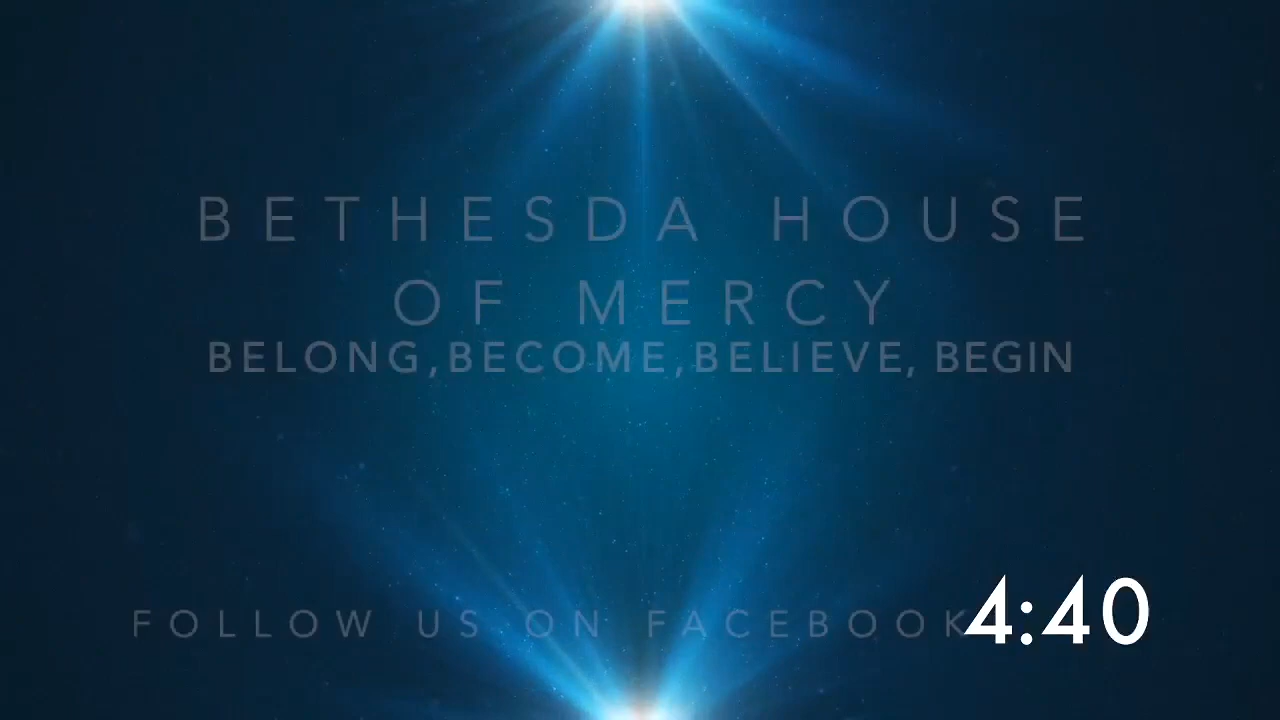 BETHESDA HOUSE
OF MERCY
BELONG,BECOME,BELIEVE, BEGIN
FOLLOW US ON FACEBOOK
4:40